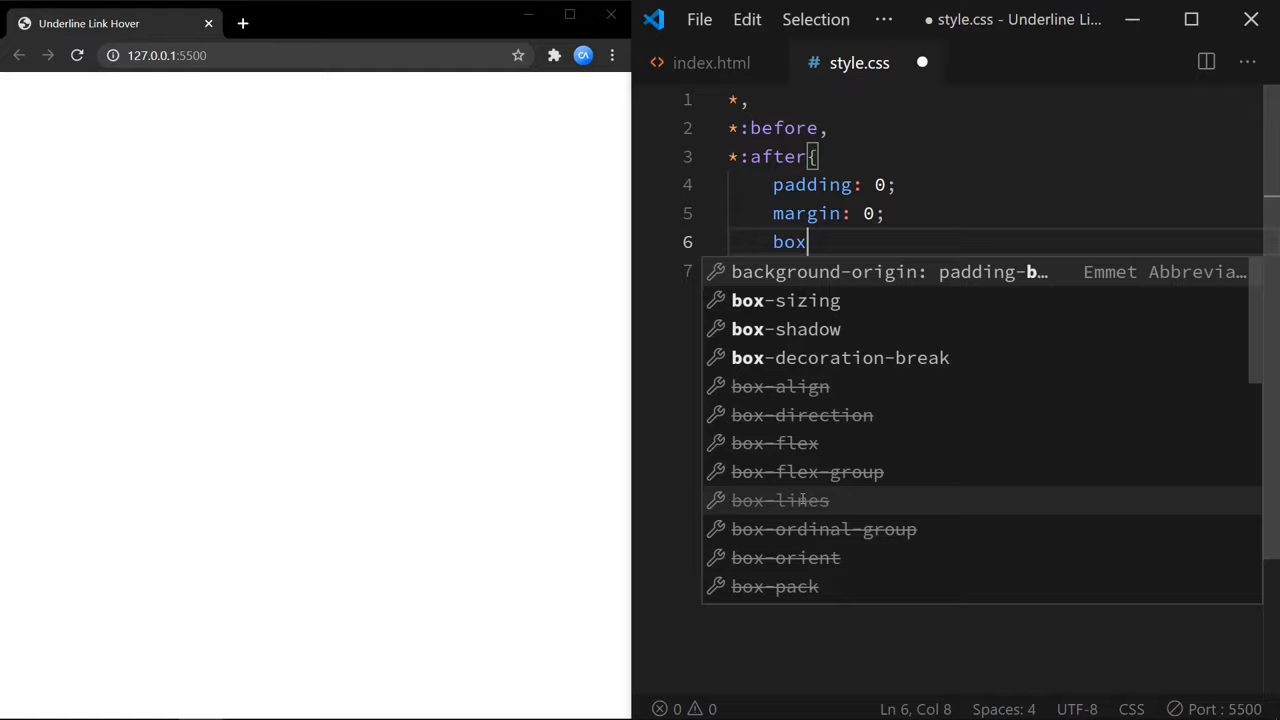 Underline Link Hover
127.0.0.1:5500
CA
File Edit Selection ··· ● style.css - Underline Li...
<> index.html # style.css ●
1 *,
2 *:before,
3 *:after{
4 padding: 0;
5 margin: 0;
6 box
7
background-origin: padding-b… Emmet Abbrevia…
box-sizing
box-shadow
box-decoration-break
box-align
box-direction
box-flex
box-flex-group
box-lines
box-ordinal-group
box-orient
box-pack
0 0 Ln 6, Col 8 Spaces: 4 UTF-8 CSS Port : 5500